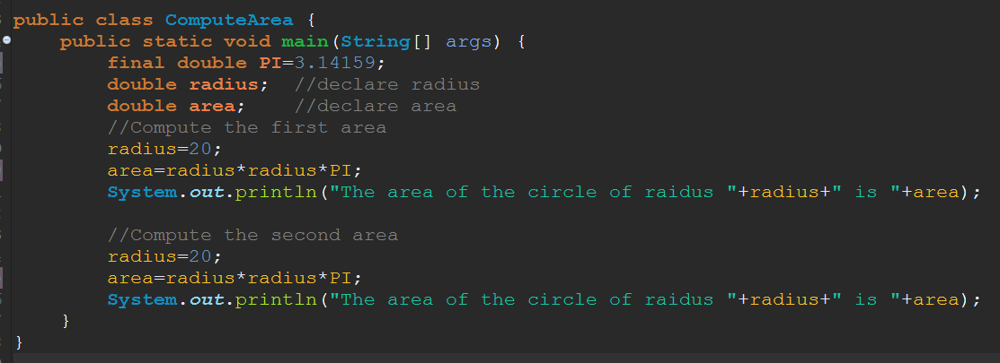 public class ComputeArea {
    public static void main(String[] args) {
        final double PI=3.14159;
        double radius;  //declare radius
        double area;    //declare area
        //Compute the first area
        radius=20;
        area=radius*radius*PI;
        System.out.println("The area of the circle of raidus "+radius+" is "+area);

        //Compute the second area
        radius=20;
        area=radius*radius*PI;
        System.out.println("The area of the circle of raidus "+radius+" is "+area);
    }
}